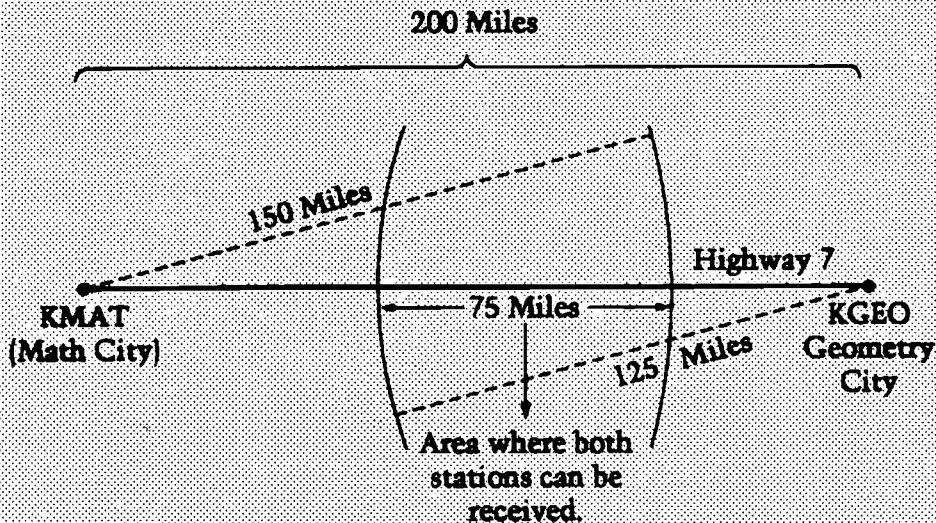 200 Miles
150 Miles
Highway 7
75 Miles
KMAT
(Math City)
KGEO
Geometry
City
125 Miles
Area where both
stations can be
received.